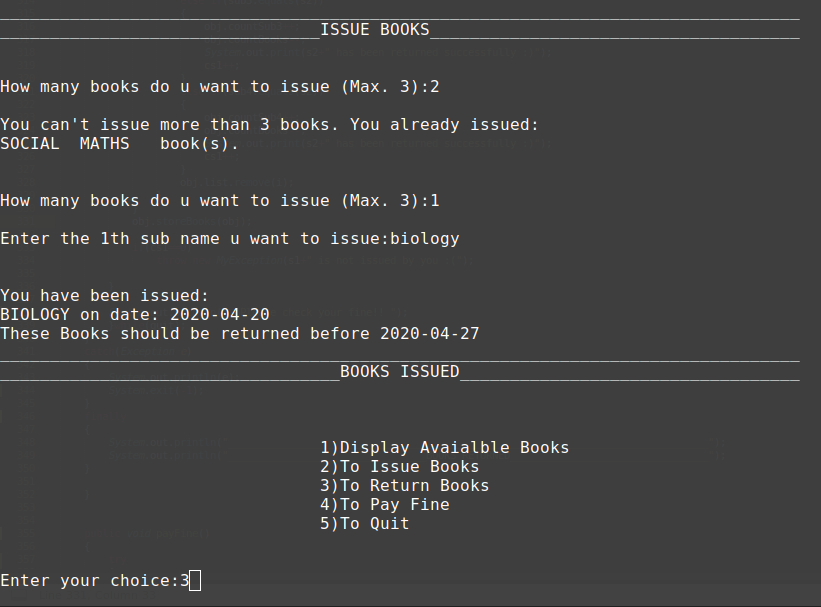 ISSUE BOOKS
How many books do u want to issue (Max. 3):2
You can't issue more than 3 books. You already issued:
SOCIAL  MATHS   book(s).
How many books do u want to issue (Max. 3):1
Enter the 1th sub name u want to issue:biology
You have been issued:
BIOLOGY on date: 2020-04-20
These Books should be returned before 2020-04-27
BOOKS ISSUED
1)Display Avaialble Books
2)To Issue Books
3)To Return Books
4)To Pay Fine
5)To Quit
Enter your choice:3